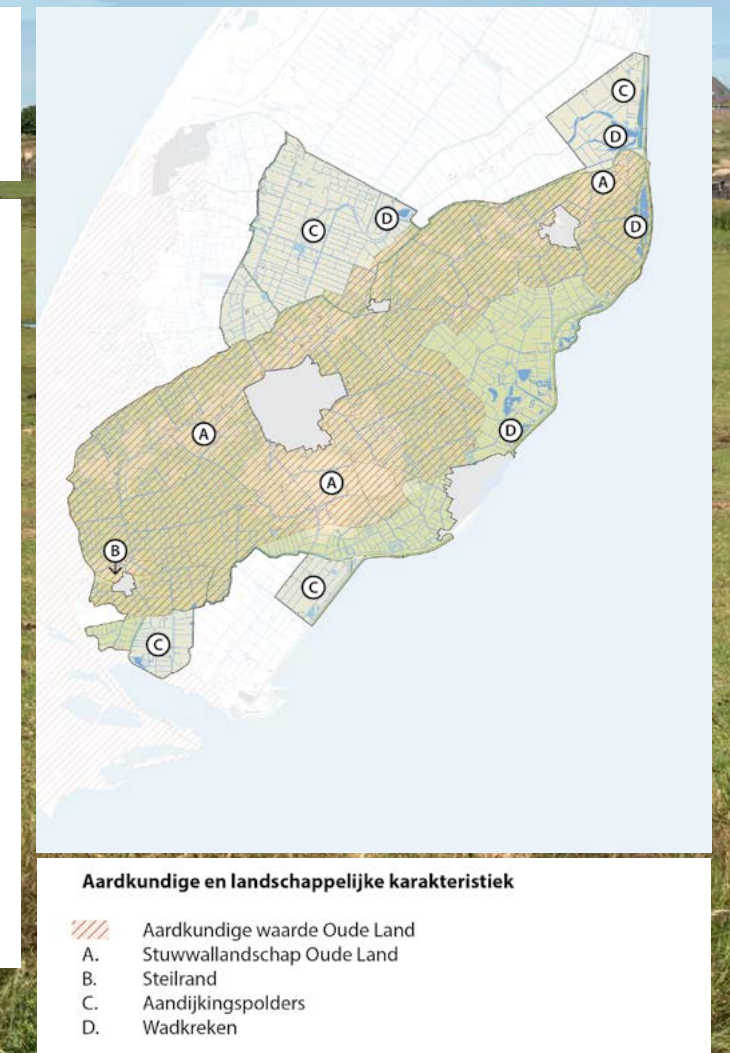 C
D
A
C
D
D
A
D
A
B
C
C
Aardkundige en landschappelijke karakteristiek
Aardkundige waarde Oude Land
A. Stuwwallandschap Oude Land
B. Steilrand
C. Aandijkingspolders
D. Wadkreken